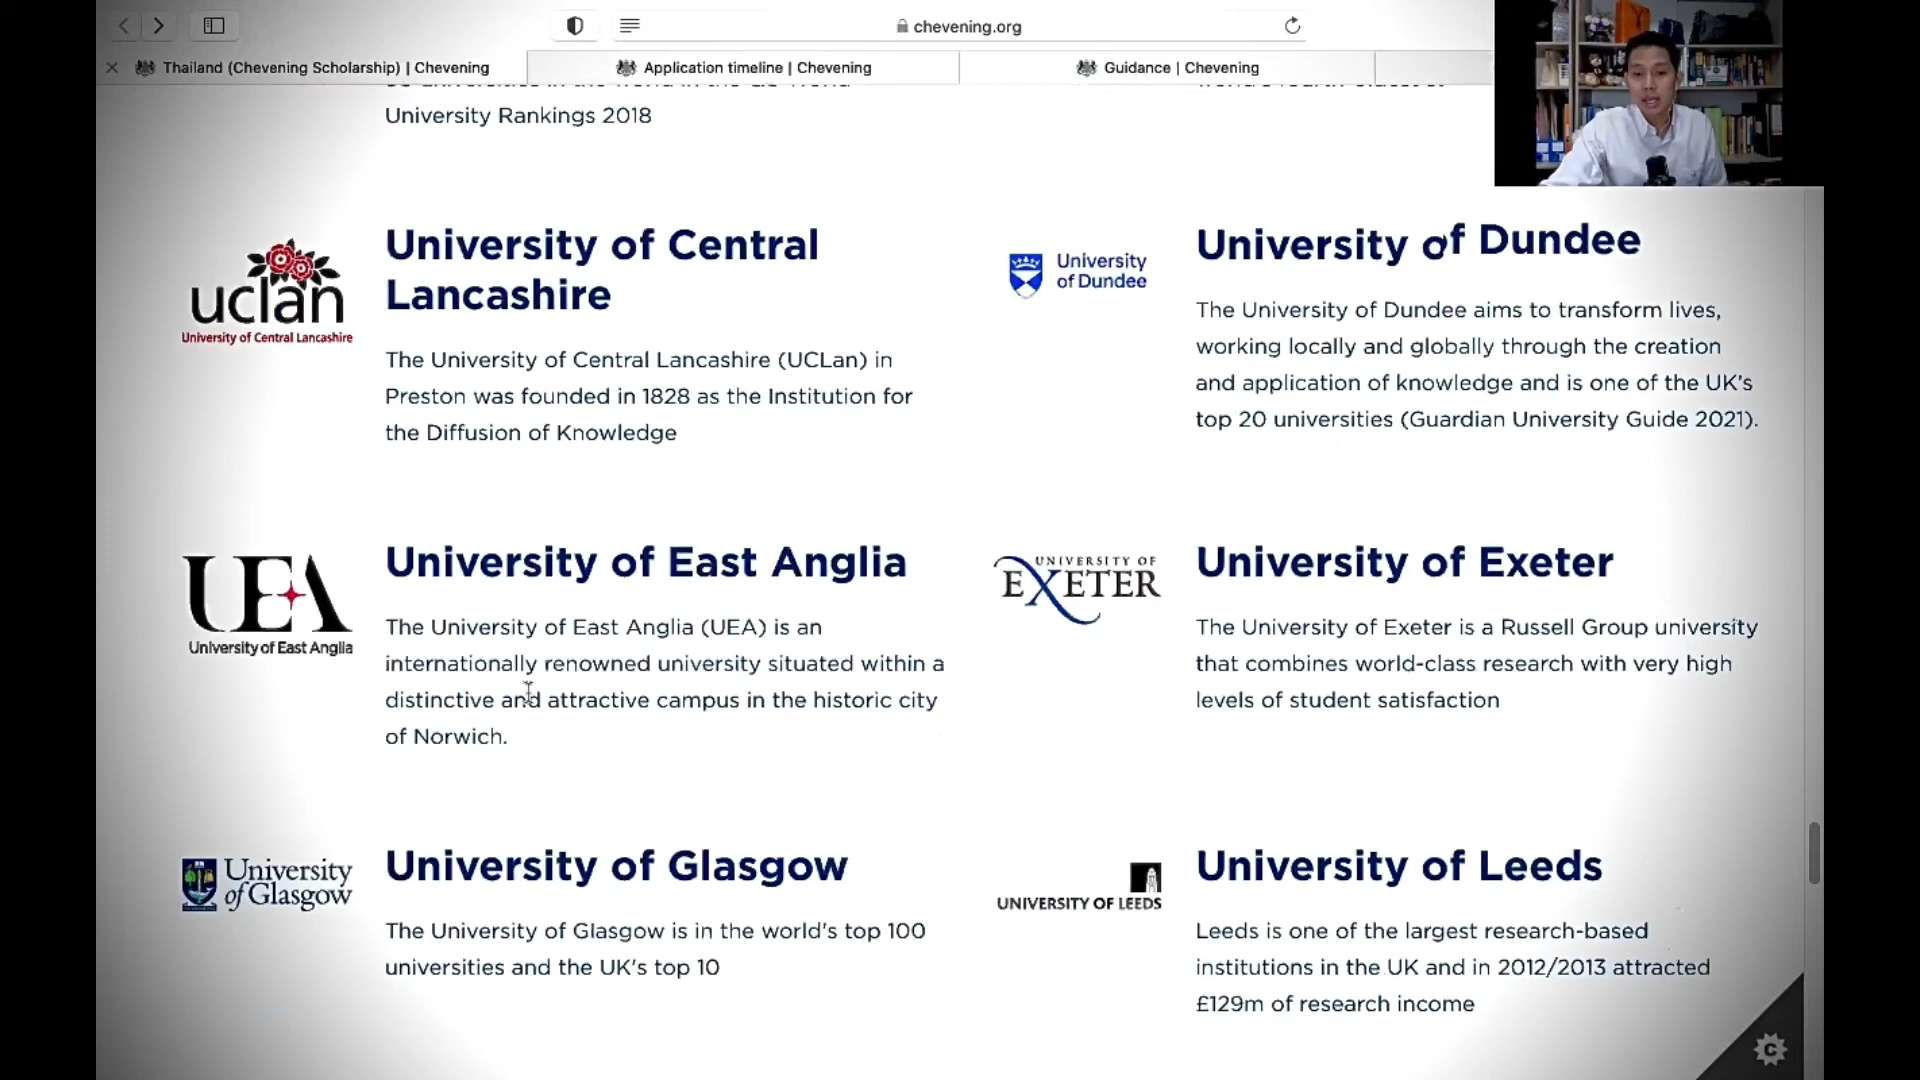 chevening.org
Thailand (Chevening Scholarship) | Chevening
Application timeline | Chevening
Guidance | Chevening
University Rankings 2018
uclan
University of Central Lancashire
University of Central
Lancashire
The University of Central Lancashire (UCLan) in
Preston was founded in 1828 as the Institution for
the Diffusion of Knowledge
University
of Dundee
University of Dundee
The University of Dundee aims to transform lives,
working locally and globally through the creation
and application of knowledge and is one of the UK's
top 20 universities (Guardian University Guide 2021).
UEA
University of East Anglia
University of East Anglia
The University of East Anglia (UEA) is an
internationally renowned university situated within a
distinctive and attractive campus in the historic city
of Norwich.
UNIVERSITY OF
EXETER
University of Exeter
The University of Exeter is a Russell Group university
that combines world-class research with very high
levels of student satisfaction
University
of Glasgow
University of Glasgow
The University of Glasgow is in the world's top 100
universities and the UK's top 10
UNIVERSITY OF LEEDS
University of Leeds
Leeds is one of the largest research-based
institutions in the UK and in 2012/2013 attracted
£129m of research income
C